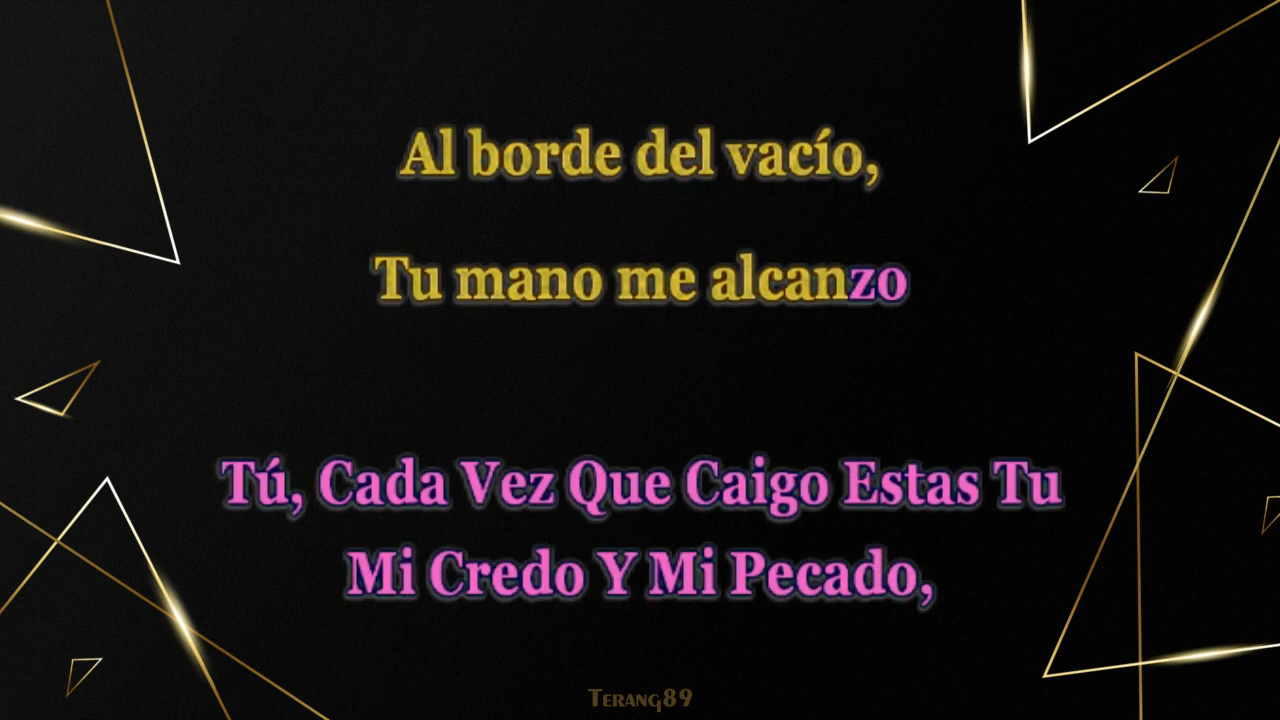 Al borde del vacío,
Tu mano me alcanzo
Tú, Cada Vez Que Caigo Estas Tu
Mi Credo Y Mi Pecado,
Terang89